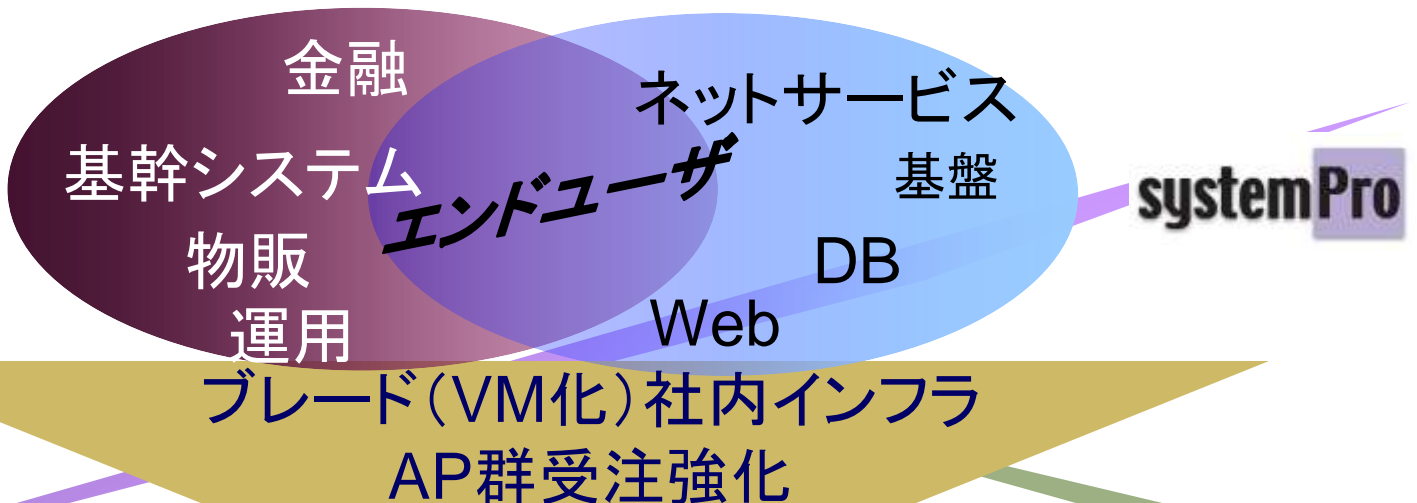 金融
ネットサービス
基幹システム
エンドユーザ
基盤
systemPro
物販
DB
運用
Web
ブレード（VM化）社内インフラ
AP群受注強化